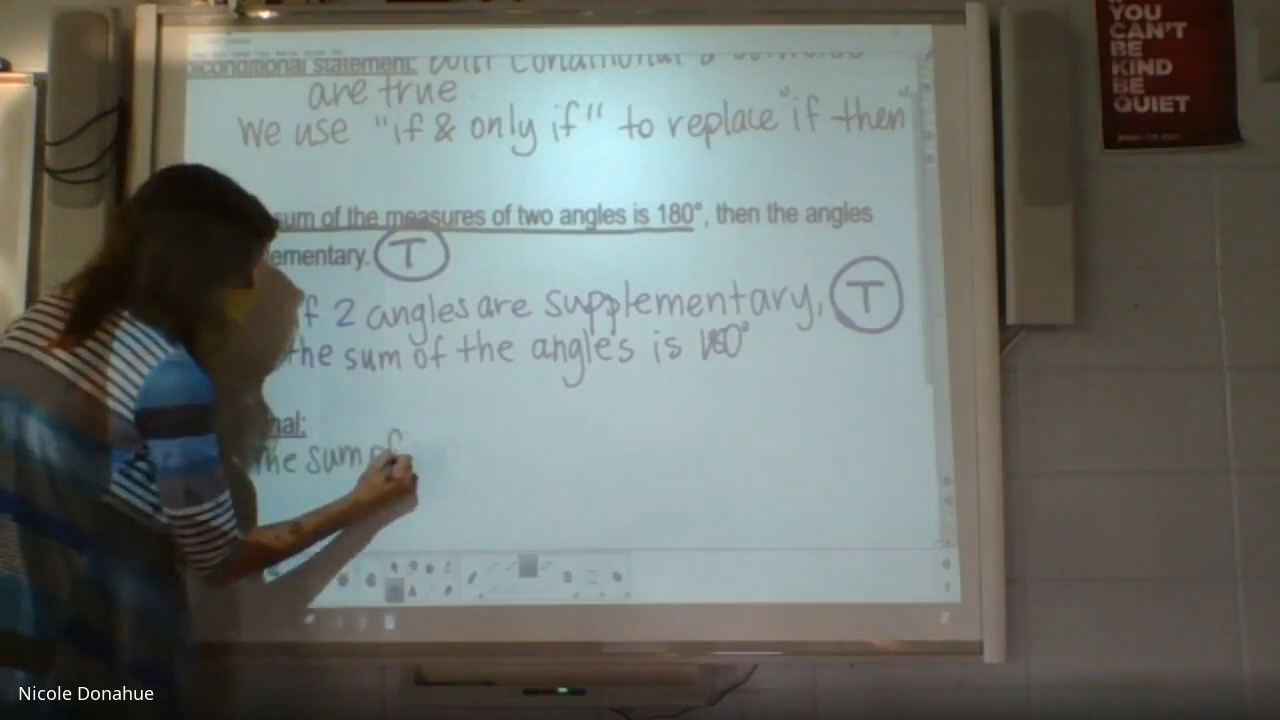 biconditional statement: both conditional & converse
are true
We use "if & only if" to replace "if then"
sum of the measures of two angles is 180°, then the angles
lementary. T
f 2 angles are supplementary, T
the sum of the angles is 180°
nal:
The sum of
YOU
CAN'T
BE
KIND
BE
QUIET
Nicole Donahue